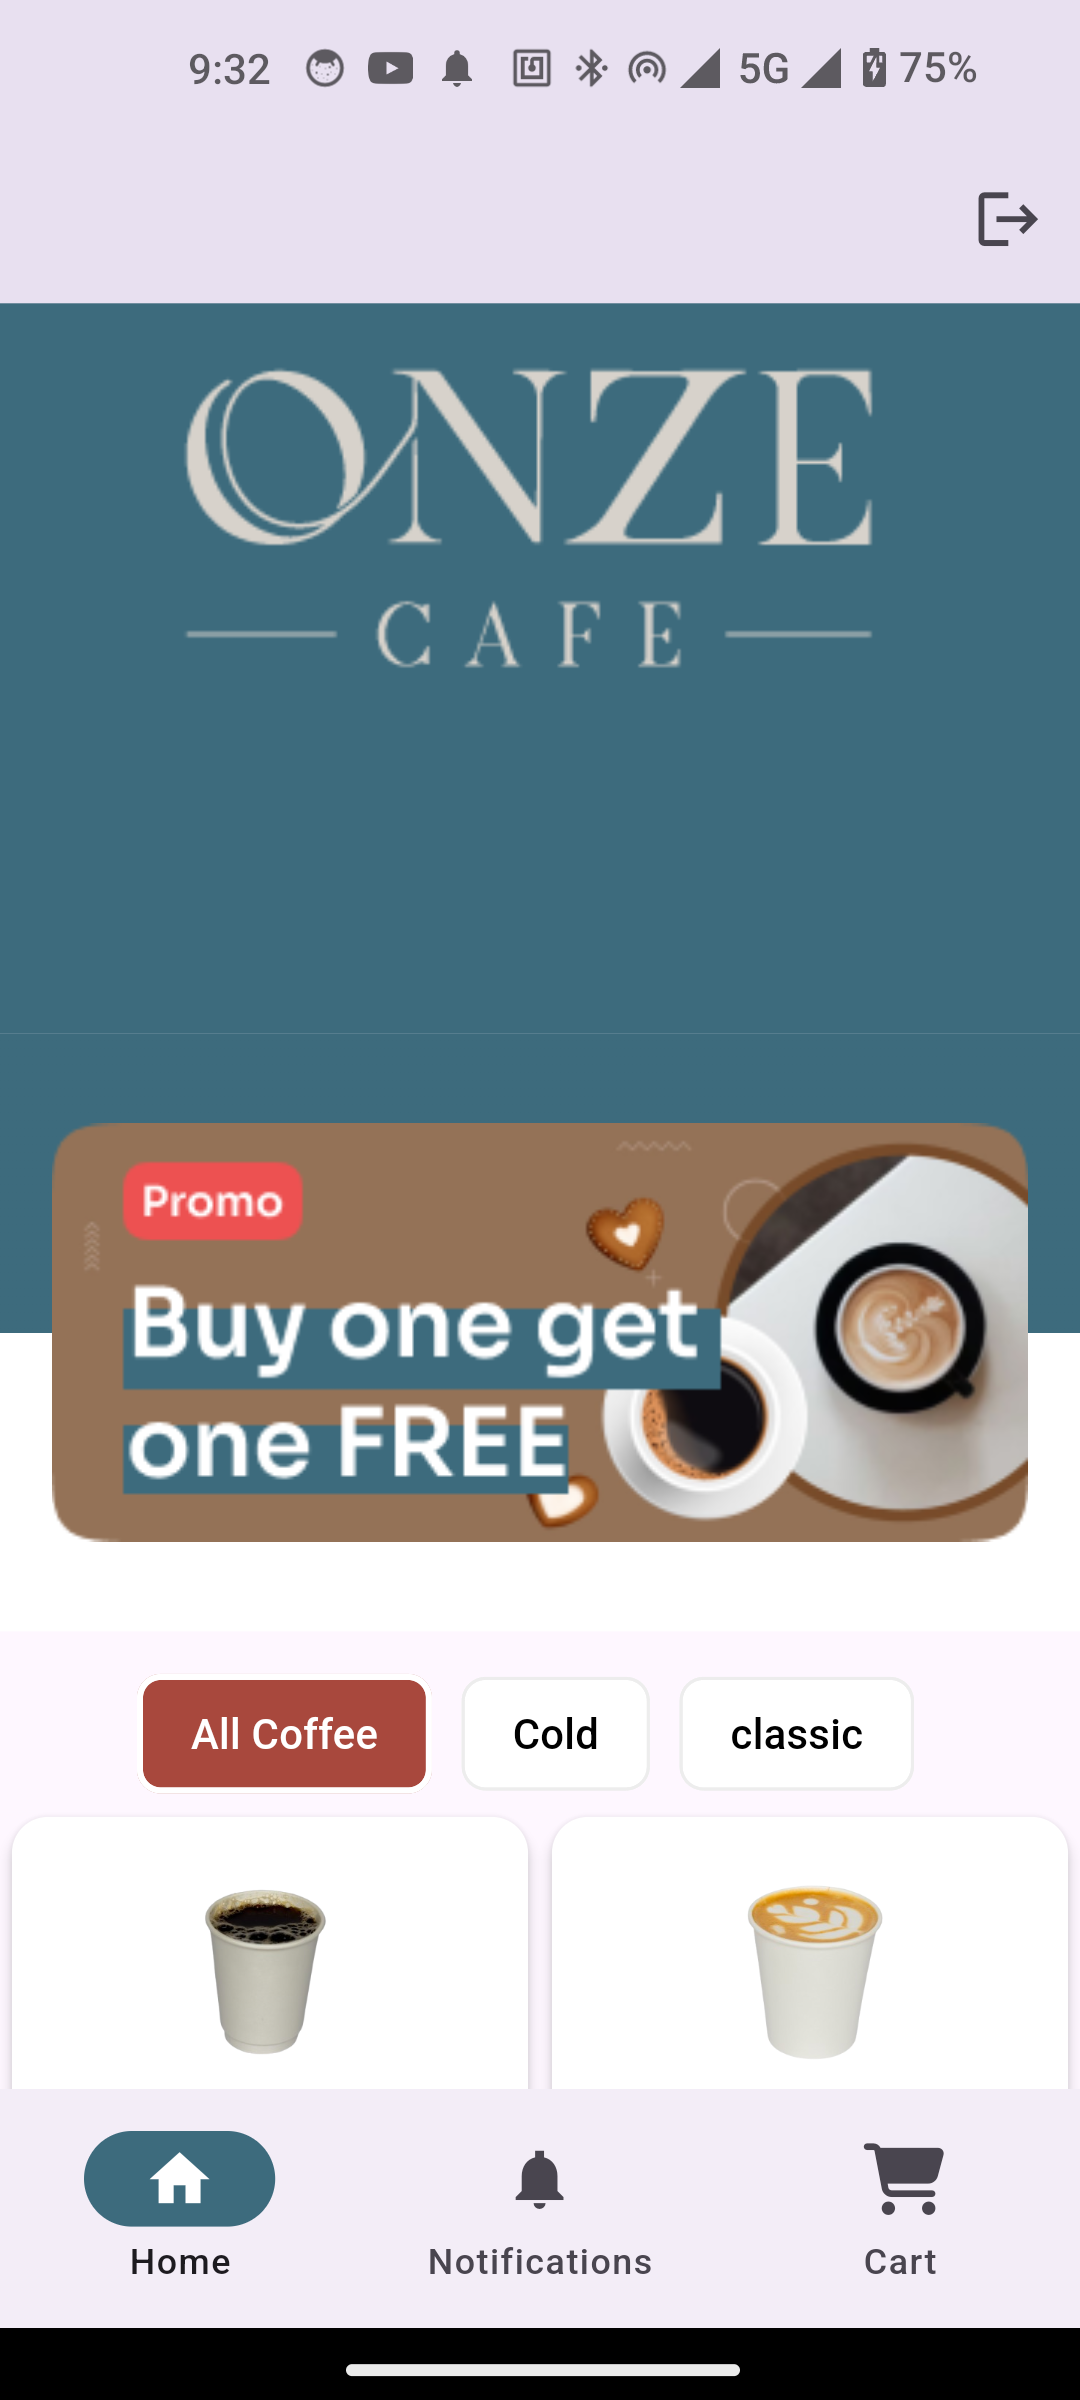 9:32 5G 75%
ONZE
CAFE
Promo
Buy one get
one FREE
All Coffee Cold classic
Home Notifications Cart